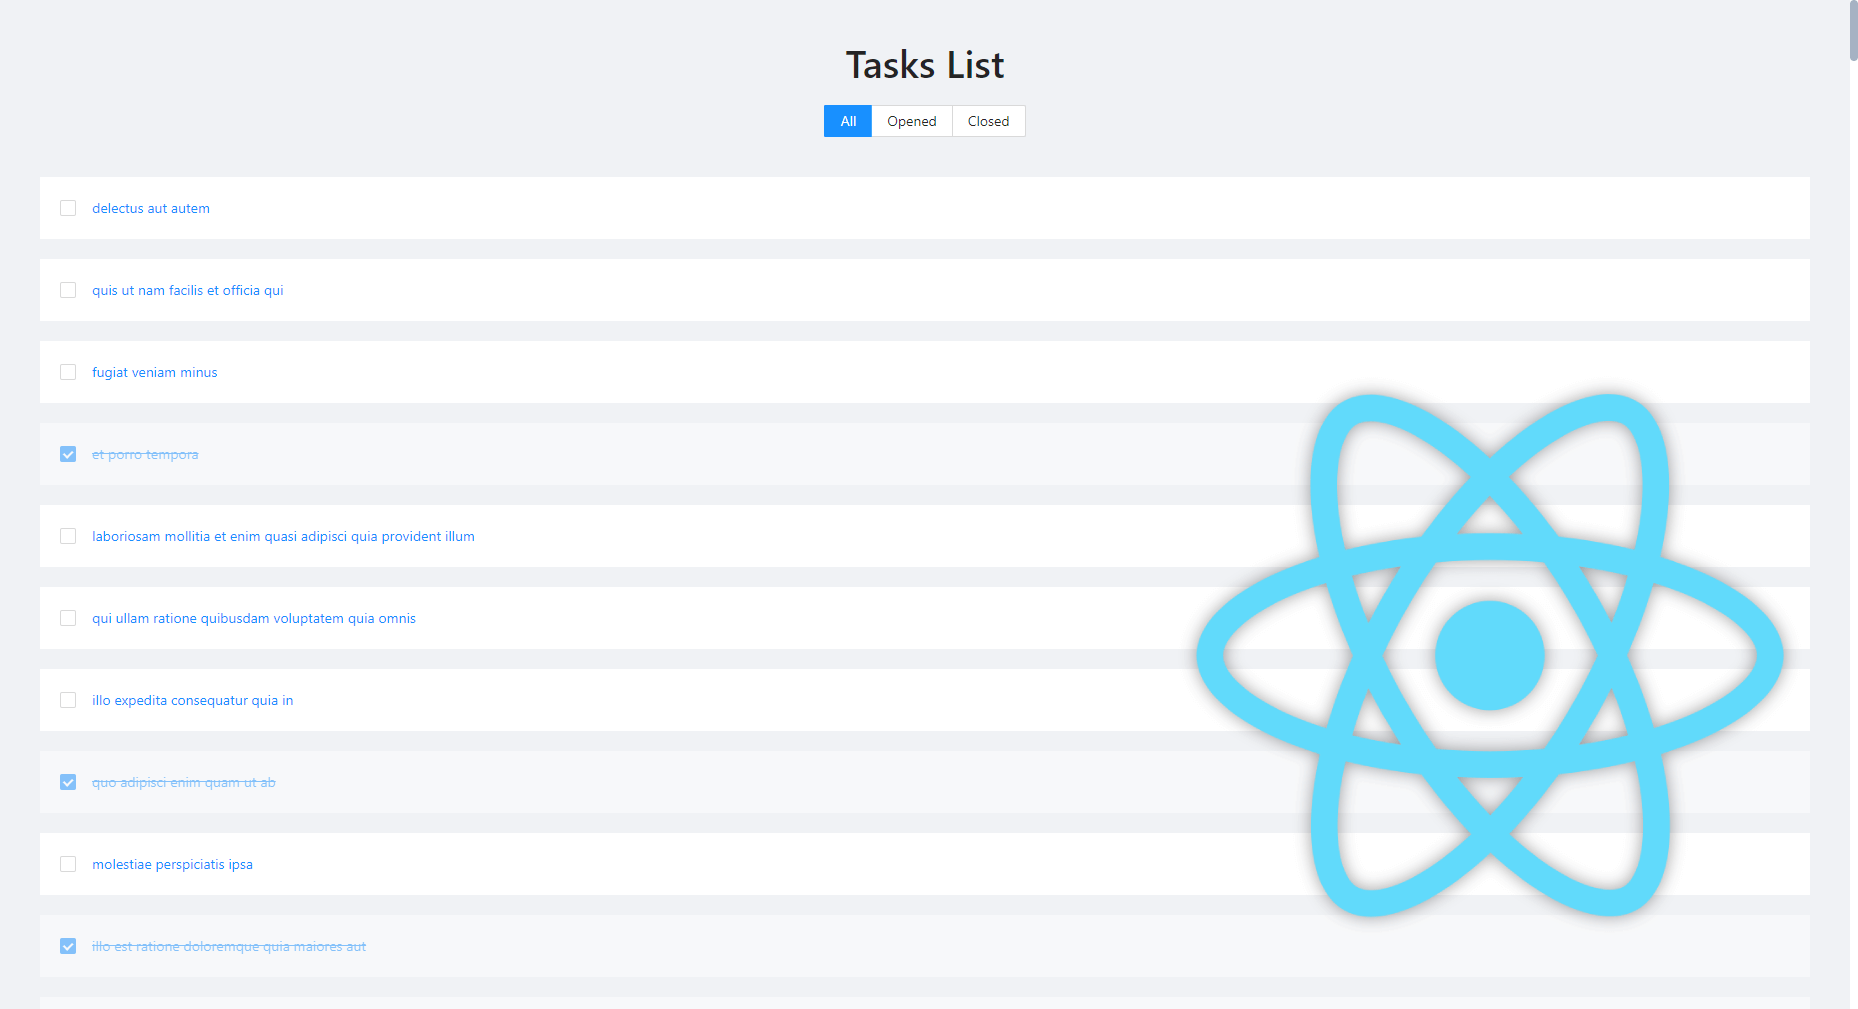 Tasks List
All Opened Closed
delectus aut autem
quis ut nam facilis et officia qui
fugiat veniam minus
et porro tempora
laboriosam mollitia et enim quasi adipisci quia provident illum
qui ullam ratione quibusdam voluptatem quia omnis
illo expedita consequatur quia in
quo adipisci enim quam ut ab
molestiae perspiciatis ipsa
illo est ratione doloremque quia maiores aut